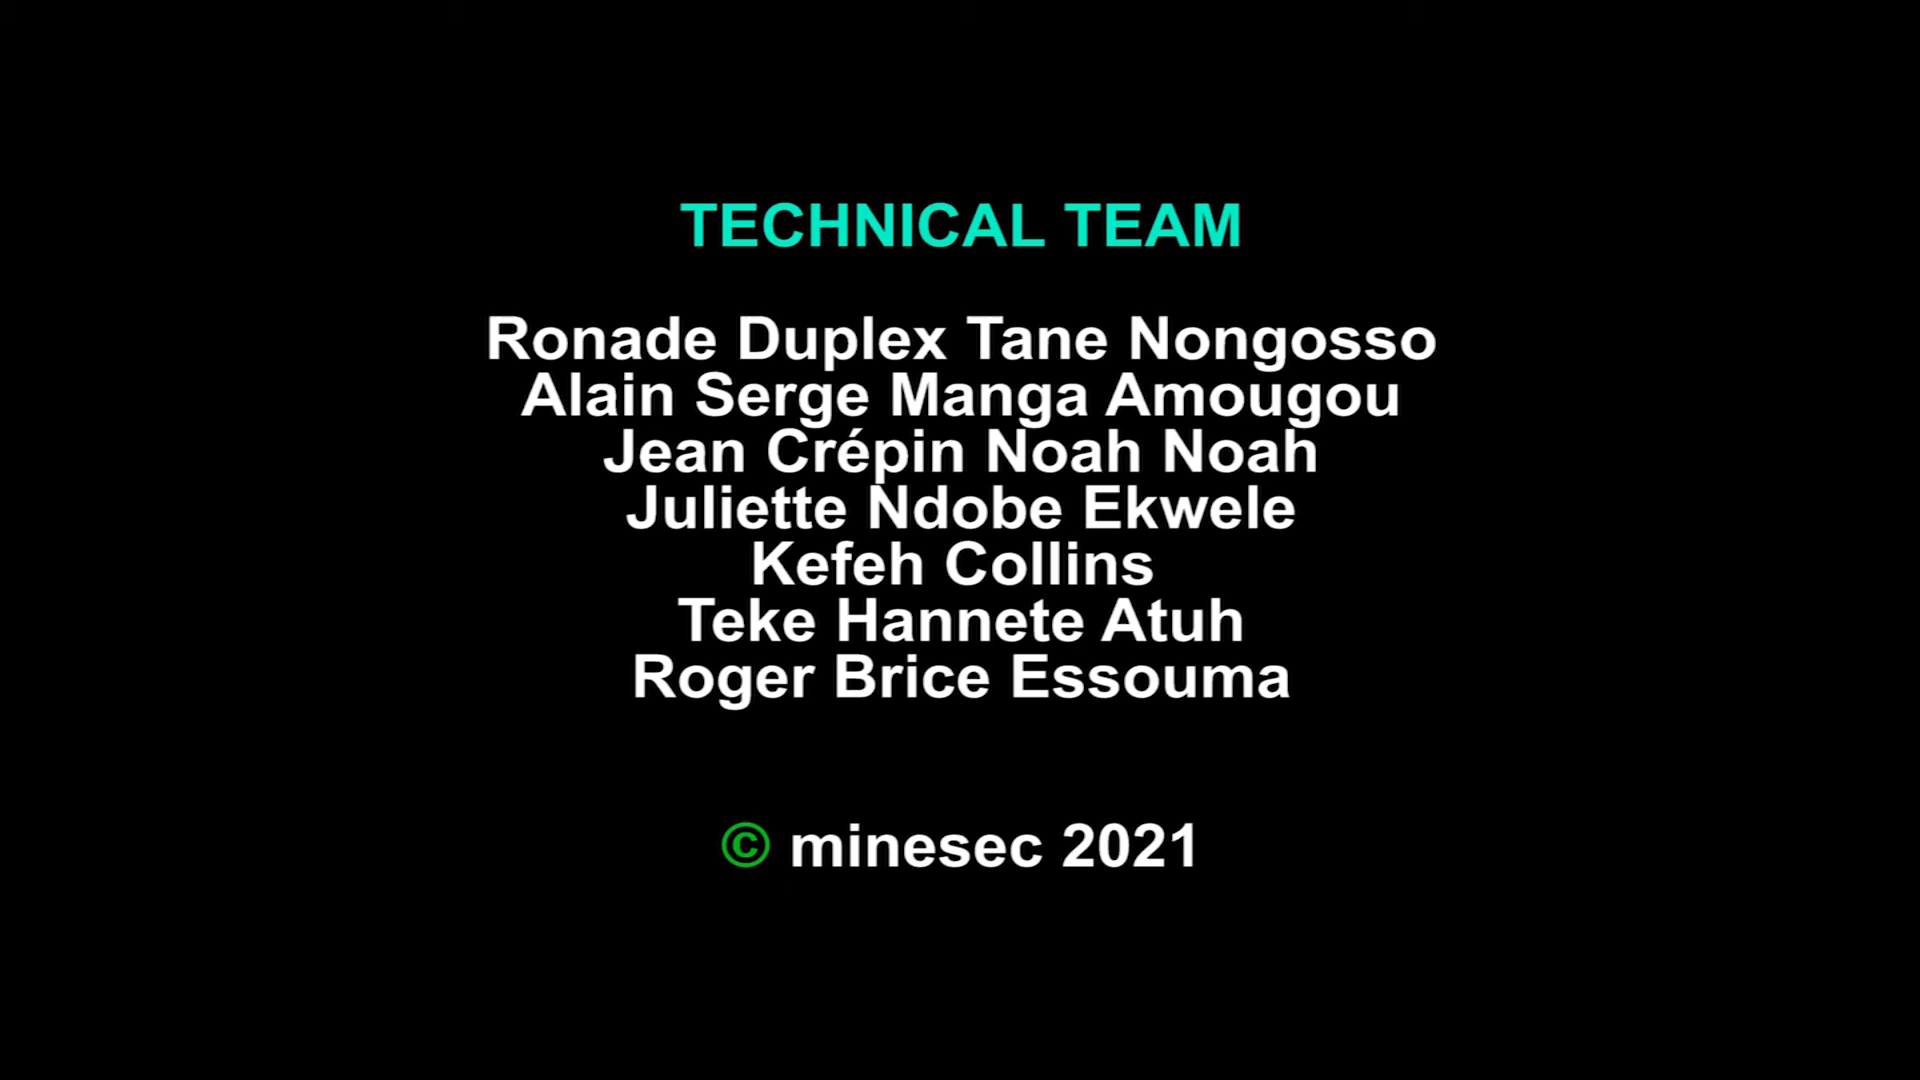 TECHNICAL TEAM
Ronade Duplex Tane Nongosso
Alain Serge Manga Amougou
Jean Crépin Noah Noah
Juliette Ndobe Ekwele
Kefeh Collins
Teke Hannete Atuh
Roger Brice Essouma
© minesec 2021